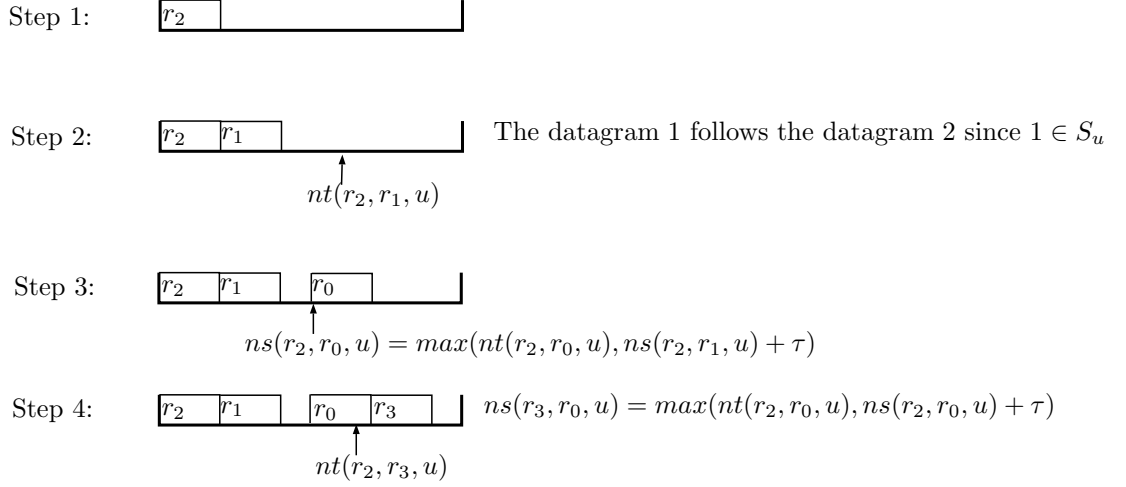 Step 1:
r₂
Step 2:
r₂ r₁
The datagram 1 follows the datagram 2 since 1 ∈ Sᵤ
nt(r₂, r₁, u)
Step 3:
r₂ r₁ r₀
ns(r₂, r₀, u) = max(nt(r₂, r₀, u), ns(r₂, r₁, u) + τ)
Step 4:
r₂ r₁ r₀ r₃
ns(r₃, r₀, u) = max(nt(r₂, r₀, u), ns(r₂, r₀, u) + τ)
nt(r₂, r₃, u)